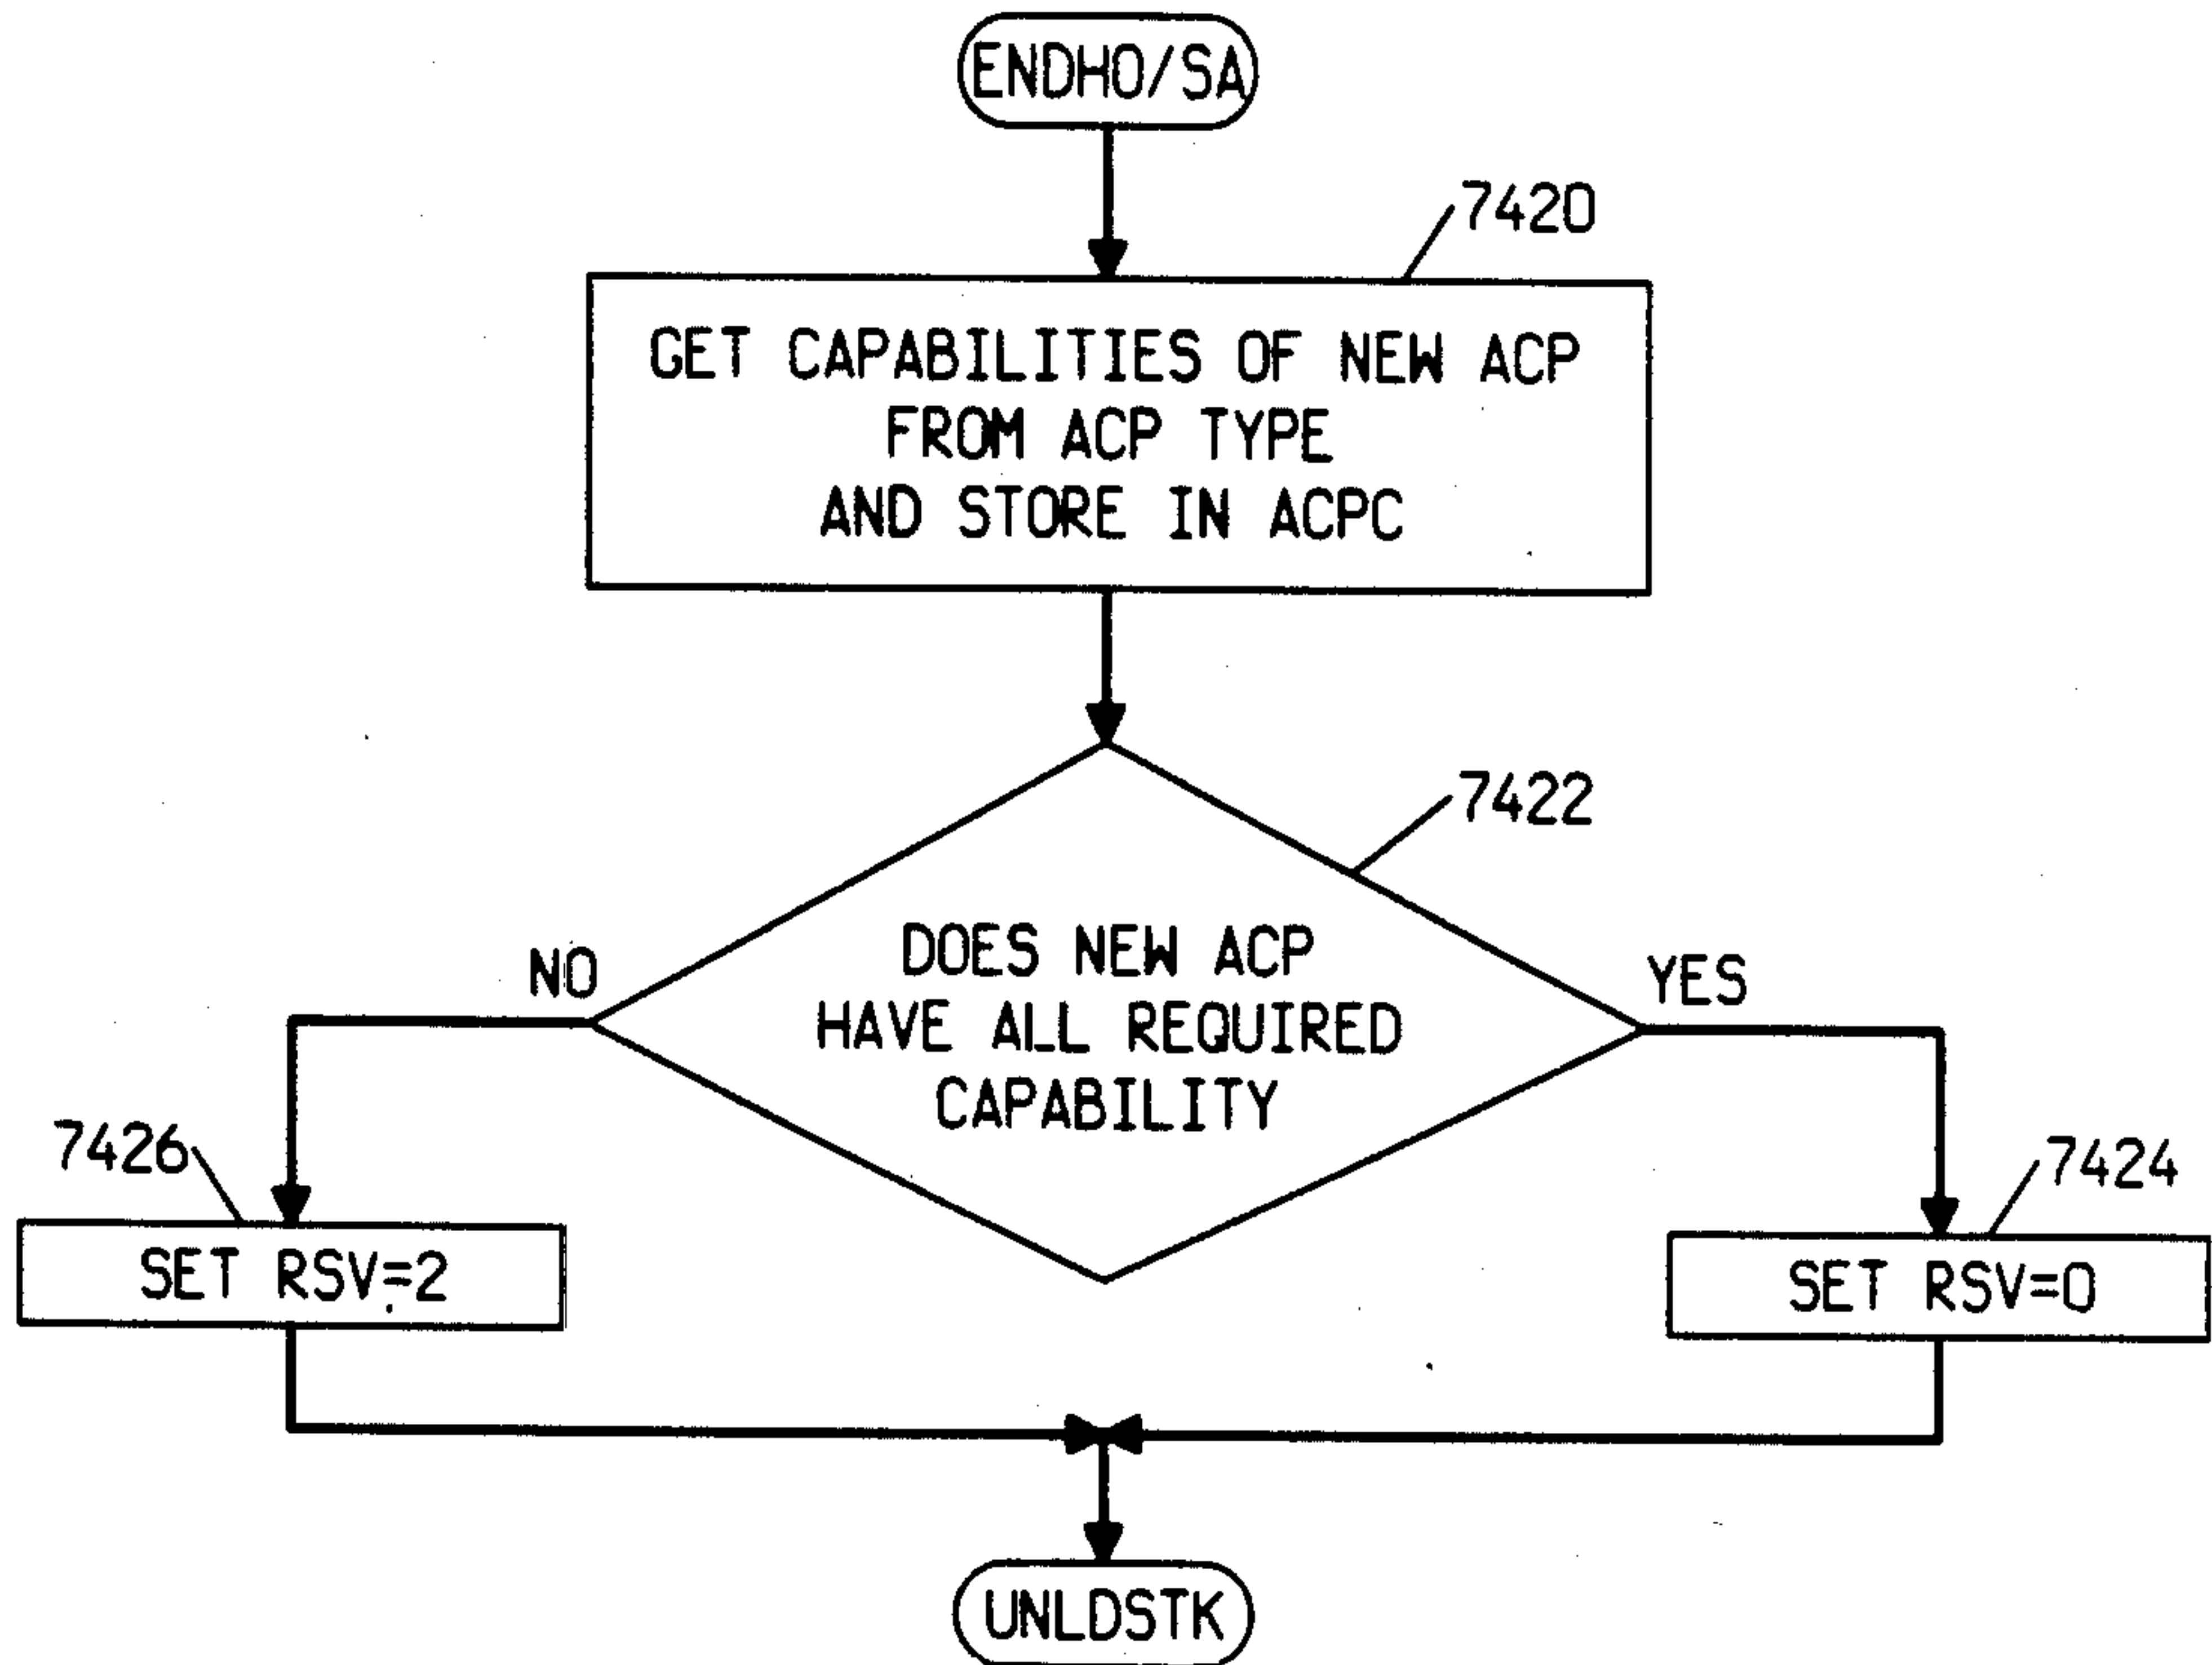 ENDHO/SA
7420
GET CAPABILITIES OF NEW ACP
FROM ACP TYPE
AND STORE IN ACPC
7422
DOES NEW ACP
HAVE ALL REQUIRED
CAPABILITY
NO
YES
7426
SET RSV=2
7424
SET RSV=0
UNLDSTK